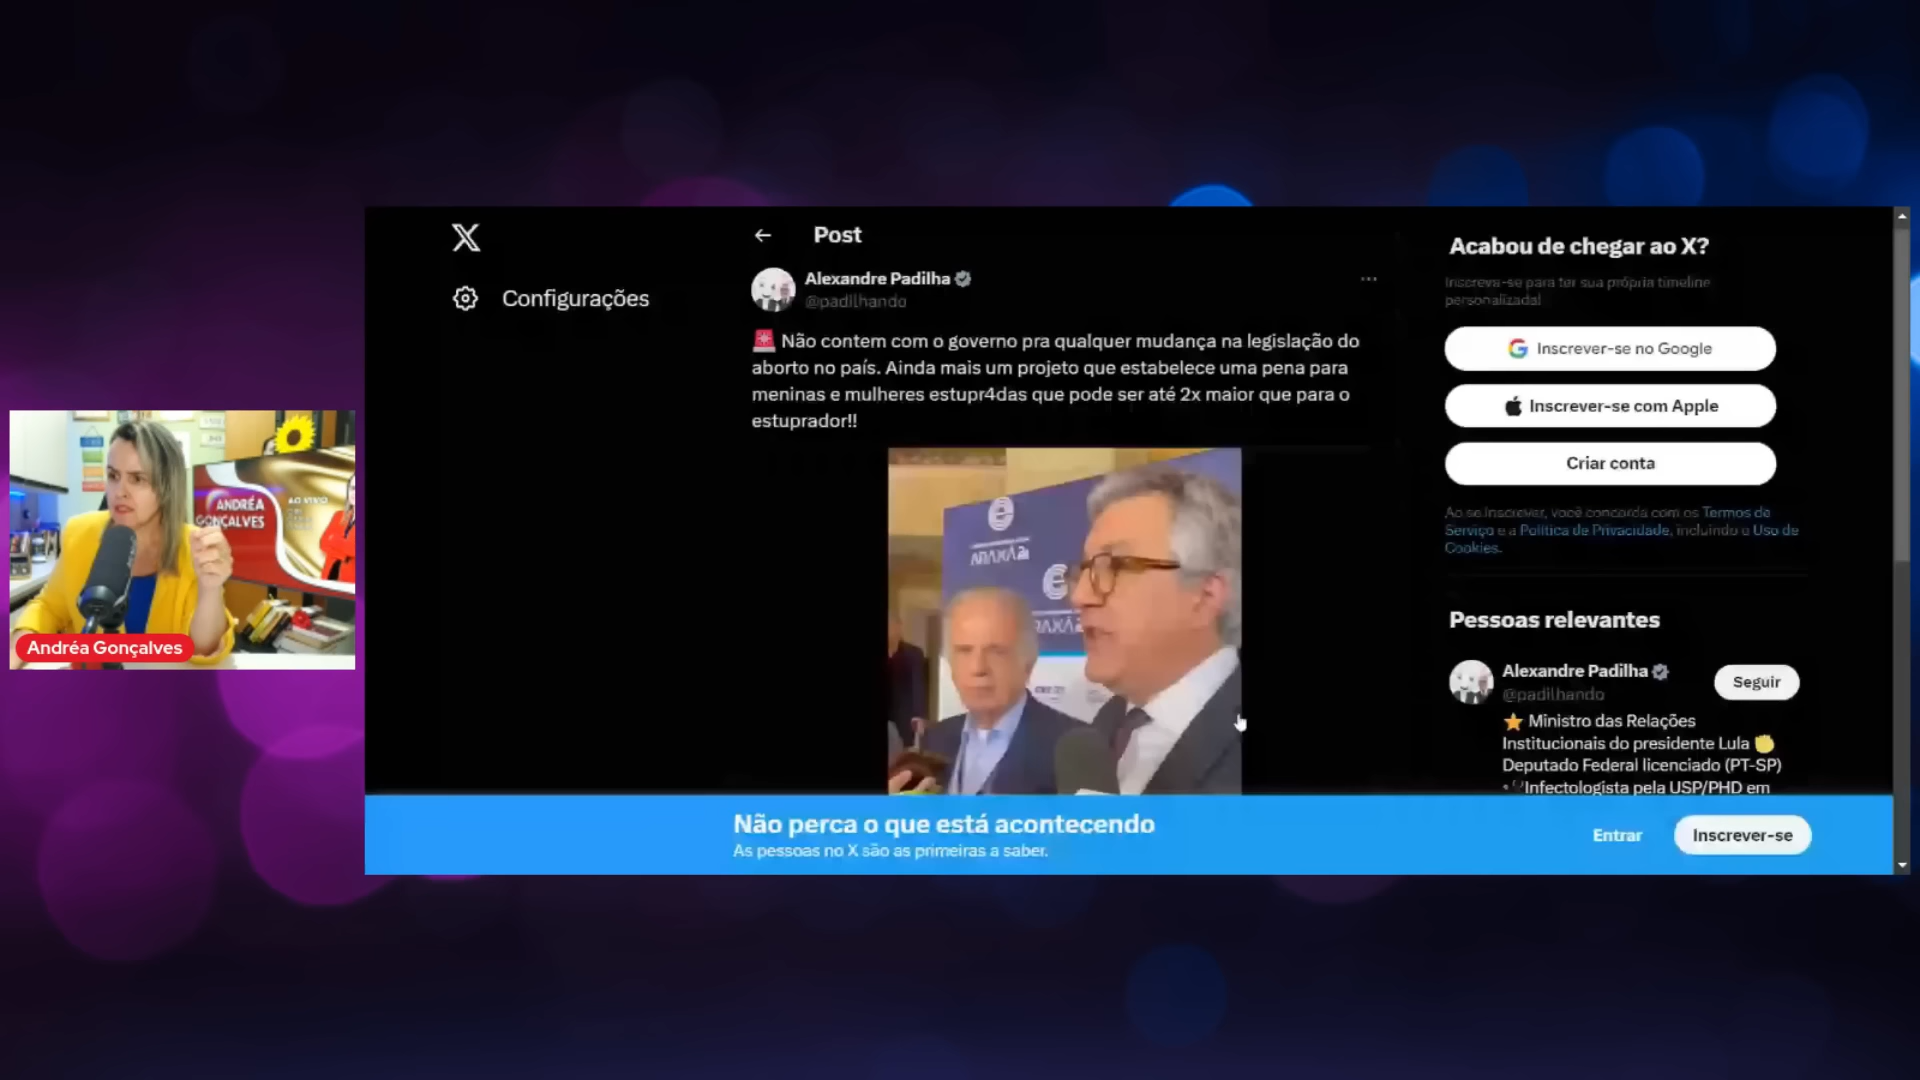 Post
Configurações
Alexandre Padilha
@padilhando
Não contem com o governo pra qualquer mudança na legislação do
aborto no país. Ainda mais um projeto que estabelece uma pena para
meninas e mulheres estupr4das que pode ser até 2x maior que para o
estuprador!!
ARAXÁ
Acabou de chegar ao X?
Inscreva-se para ter sua própria timeline
personalizada!
Inscrever-se no Google
Inscrever-se com Apple
Criar conta
Ao se inscrever, você concorda com os Termos de
Serviço e a Política de Privacidade, incluindo o Uso de
Cookies.
Pessoas relevantes
Alexandre Padilha
@padilhando
Seguir
Ministro das Relações
Institucionais do presidente Lula
Deputado Federal licenciado (PT-SP)
Infectologista pela USP/PHD em
Não perca o que está acontecendo
As pessoas no X são as primeiras a saber.
Entrar
Inscrever-se
ANDRÉA
GONÇALVES
AO VIVO
Andréa Gonçalves